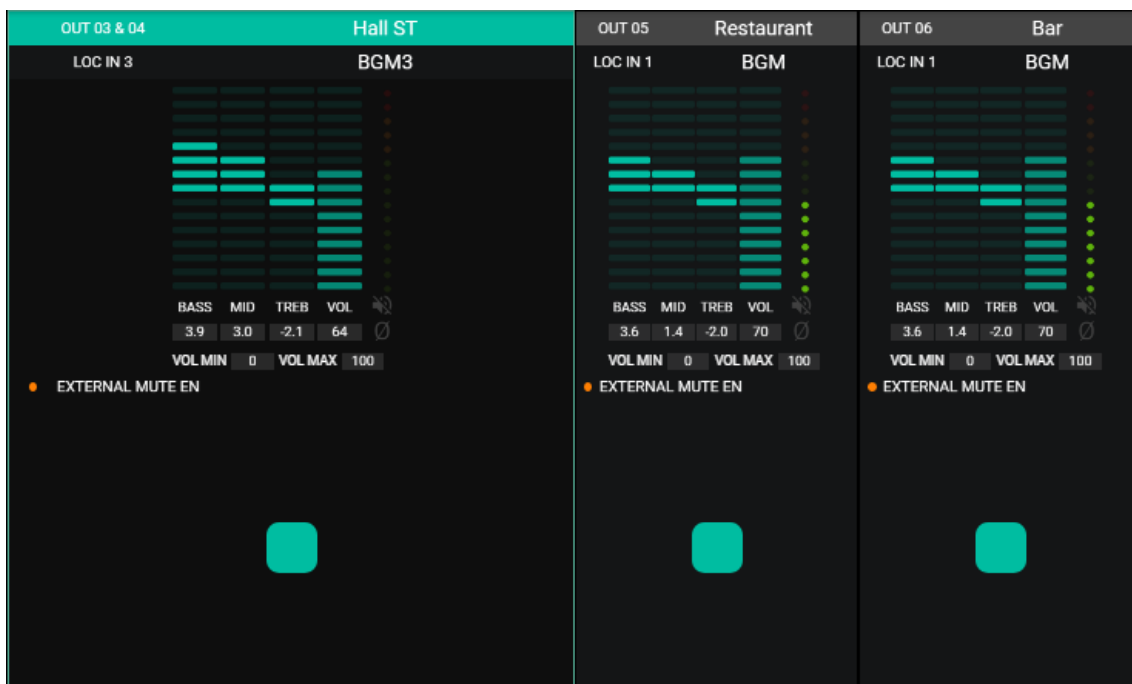 OUT 03 & 04 Hall ST
LOC IN 3 BGM3
BASS MID TREB VOL
3.9 3.0 -2.1 64
VOL MIN 0 VOL MAX 100
EXTERNAL MUTE EN
OUT 05 Restaurant
LOC IN 1 BGM
BASS MID TREB VOL
3.6 1.4 -2.0 70 Ø
VOL MIN 0 VOL MAX 100
EXTERNAL MUTE EN
OUT 06 Bar
LOC IN 1 BGM
BASS MID TREB VOL
3.6 1.4 -2.0 70 Ø
VOL MIN 0 VOL MAX 100
EXTERNAL MUTE EN